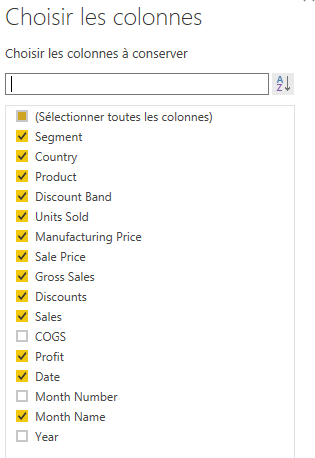 Choisir les colonnes
Choisir les colonnes à conserver
A
Z
(Sélectionner toutes les colonnes)
Segment
Country
Product
Discount Band
Units Sold
Manufacturing Price
Sale Price
Gross Sales
Discounts
Sales
COGS
Profit
Date
Month Number
Month Name
Year